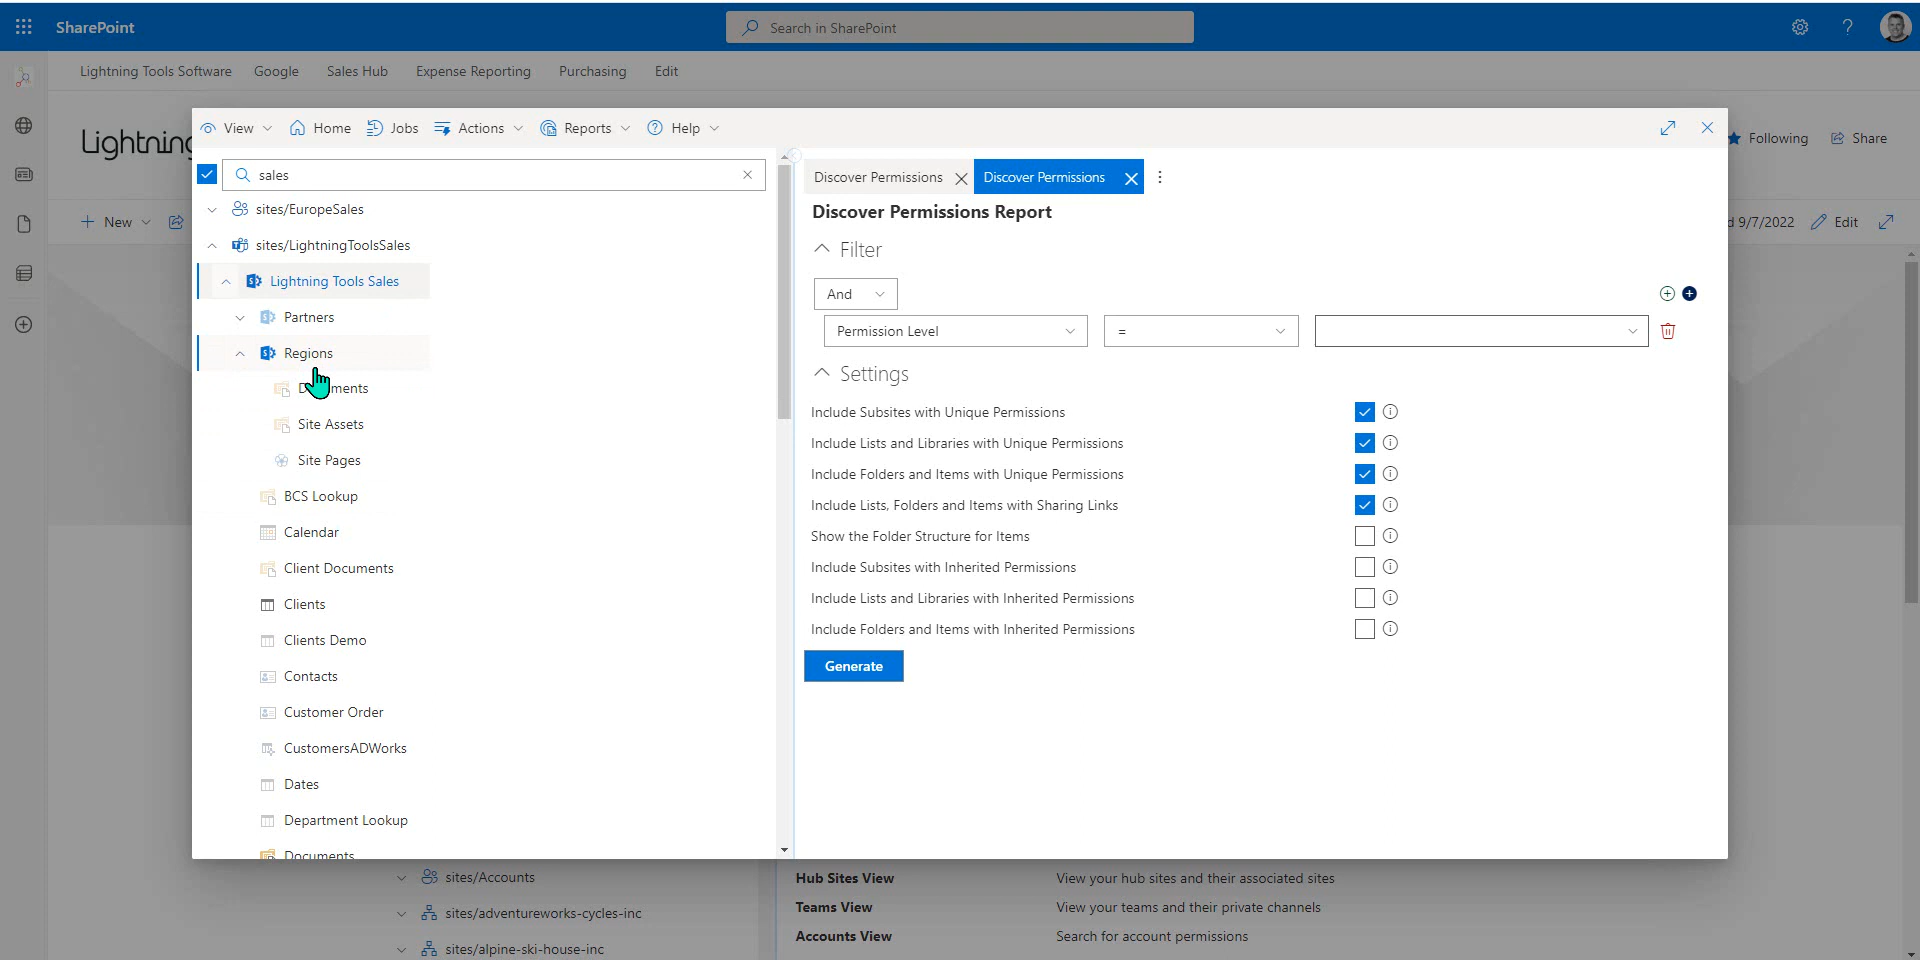 SharePoint
Search in SharePoint
?
Lightning Tools Software Google Sales Hub Expense Reporting Purchasing Edit
Lightning
Following Share
New
d 9/7/2022 Edit
View Home Jobs Actions Reports Help
sales
sites/EuropeSales
sites/LightningToolsSales
Lightning Tools Sales
Partners
Regions
Documents
Site Assets
Site Pages
BCS Lookup
Calendar
Client Documents
Clients
Clients Demo
Contacts
Customer Order
CustomersADWorks
Dates
Department Lookup
Documents
Discover Permissions Discover Permissions
Discover Permissions Report
Filter
And
Permission Level =
Settings
Include Subsites with Unique Permissions
Include Lists and Libraries with Unique Permissions
Include Folders and Items with Unique Permissions
Include Lists, Folders and Items with Sharing Links
Show the Folder Structure for Items
Include Subsites with Inherited Permissions
Include Lists and Libraries with Inherited Permissions
Include Folders and Items with Inherited Permissions
Generate
sites/Accounts
sites/adventureworks-cycles-inc
sites/alpine-ski-house-inc
Hub Sites View View your hub sites and their associated sites
Teams View View your teams and their private channels
Accounts View Search for account permissions